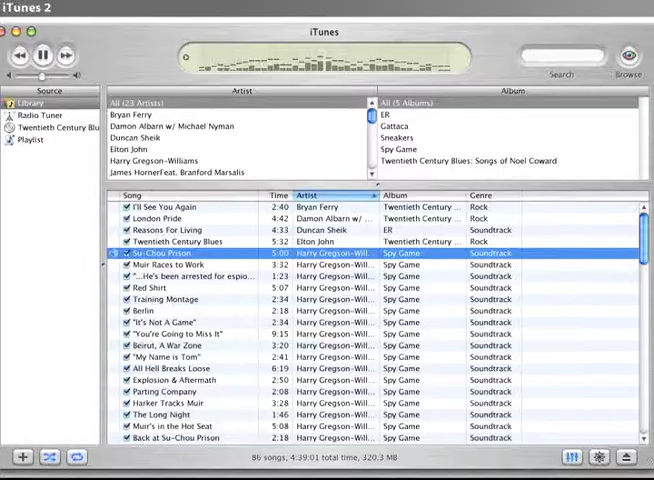 iTunes 2
iTunes
Search
Browse
Source
Artist
Album
Library
Radio Tuner
Twentieth Century Blu
Playlist
All (23 Artists)
Bryan Ferry
Damon Albarn w/ Michael Nyman
Duncan Sheik
Elton John
Harry Gregson-Williams
James HornerFeat. Branford Marsalis
All (5 Albums)
ER
Gattaca
Sneakers
Spy Game
Twentieth Century Blues: Songs of Noel Coward
Song Time Artist Album Genre
I'll See You Again 2:40 Bryan Ferry Twentieth Century ... Rock
London Pride 4:42 Damon Albarn w/ ... Twentieth Century ... Rock
Reasons For Living 4:33 Duncan Sheik ER Soundtrack
Twentieth Century Blues 5:32 Elton John Twentieth Century ... Rock
Su-Chou Prison 5:00 Harry Gregson-Will... Spy Game Soundtrack
Muir Races to Work 3:32 Harry Gregson-Will... Spy Game Soundtrack
"...He's been arrested for espio... 1:23 Harry Gregson-Will... Spy Game Soundtrack
Red Shirt 5:07 Harry Gregson-Will... Spy Game Soundtrack
Training Montage 2:34 Harry Gregson-Will... Spy Game Soundtrack
Berlin 2:18 Harry Gregson-Will... Spy Game Soundtrack
"It's Not A Game" 2:34 Harry Gregson-Will... Spy Game Soundtrack
"You're Going to Miss It" 9:15 Harry Gregson-Will... Spy Game Soundtrack
Beirut, A War Zone 3:20 Harry Gregson-Will... Spy Game Soundtrack
"My Name is Tom" 2:41 Harry Gregson-Will... Spy Game Soundtrack
All Hell Breaks Loose 6:19 Harry Gregson-Will... Spy Game Soundtrack
Explosion & Aftermath 2:50 Harry Gregson-Will... Spy Game Soundtrack
Parting Company 2:08 Harry Gregson-Will... Spy Game Soundtrack
Harker Tracks Muir 3:28 Harry Gregson-Will... Spy Game Soundtrack
The Long Night 1:46 Harry Gregson-Will... Spy Game Soundtrack
Muir's in the Hot Seat 5:08 Harry Gregson-Will... Spy Game Soundtrack
Back at Su-Chou Prison 2:18 Harry Gregson-Will... Spy Game Soundtrack
86 songs, 4:39:01 total time, 320.3 MB